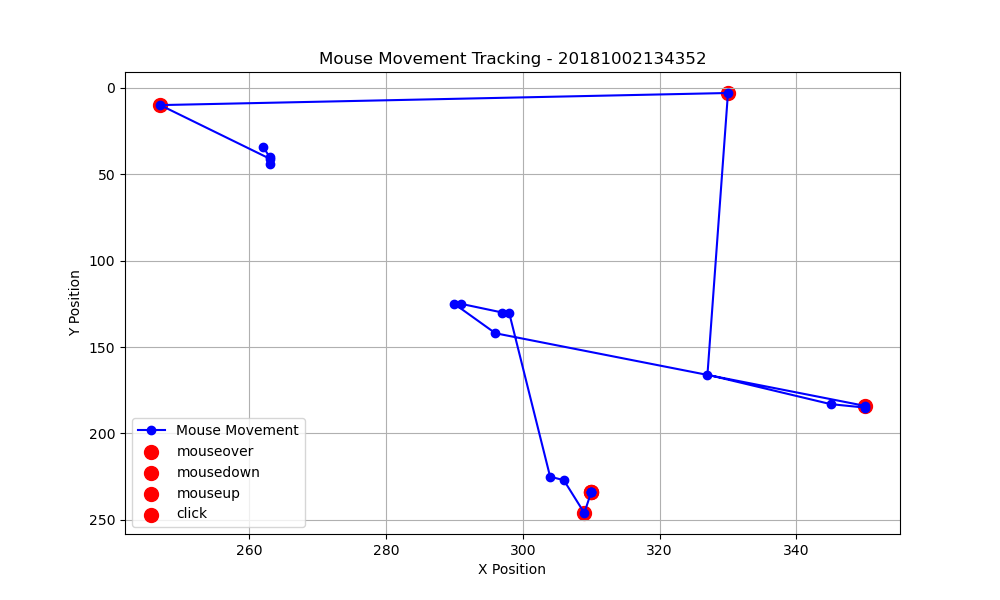 Mouse Movement Tracking - 20181002134352
0
50
100
150
200
250
Y Position
Mouse Movement
mouseover
mousedown
mouseup
click
260
280
300
320
340
X Position